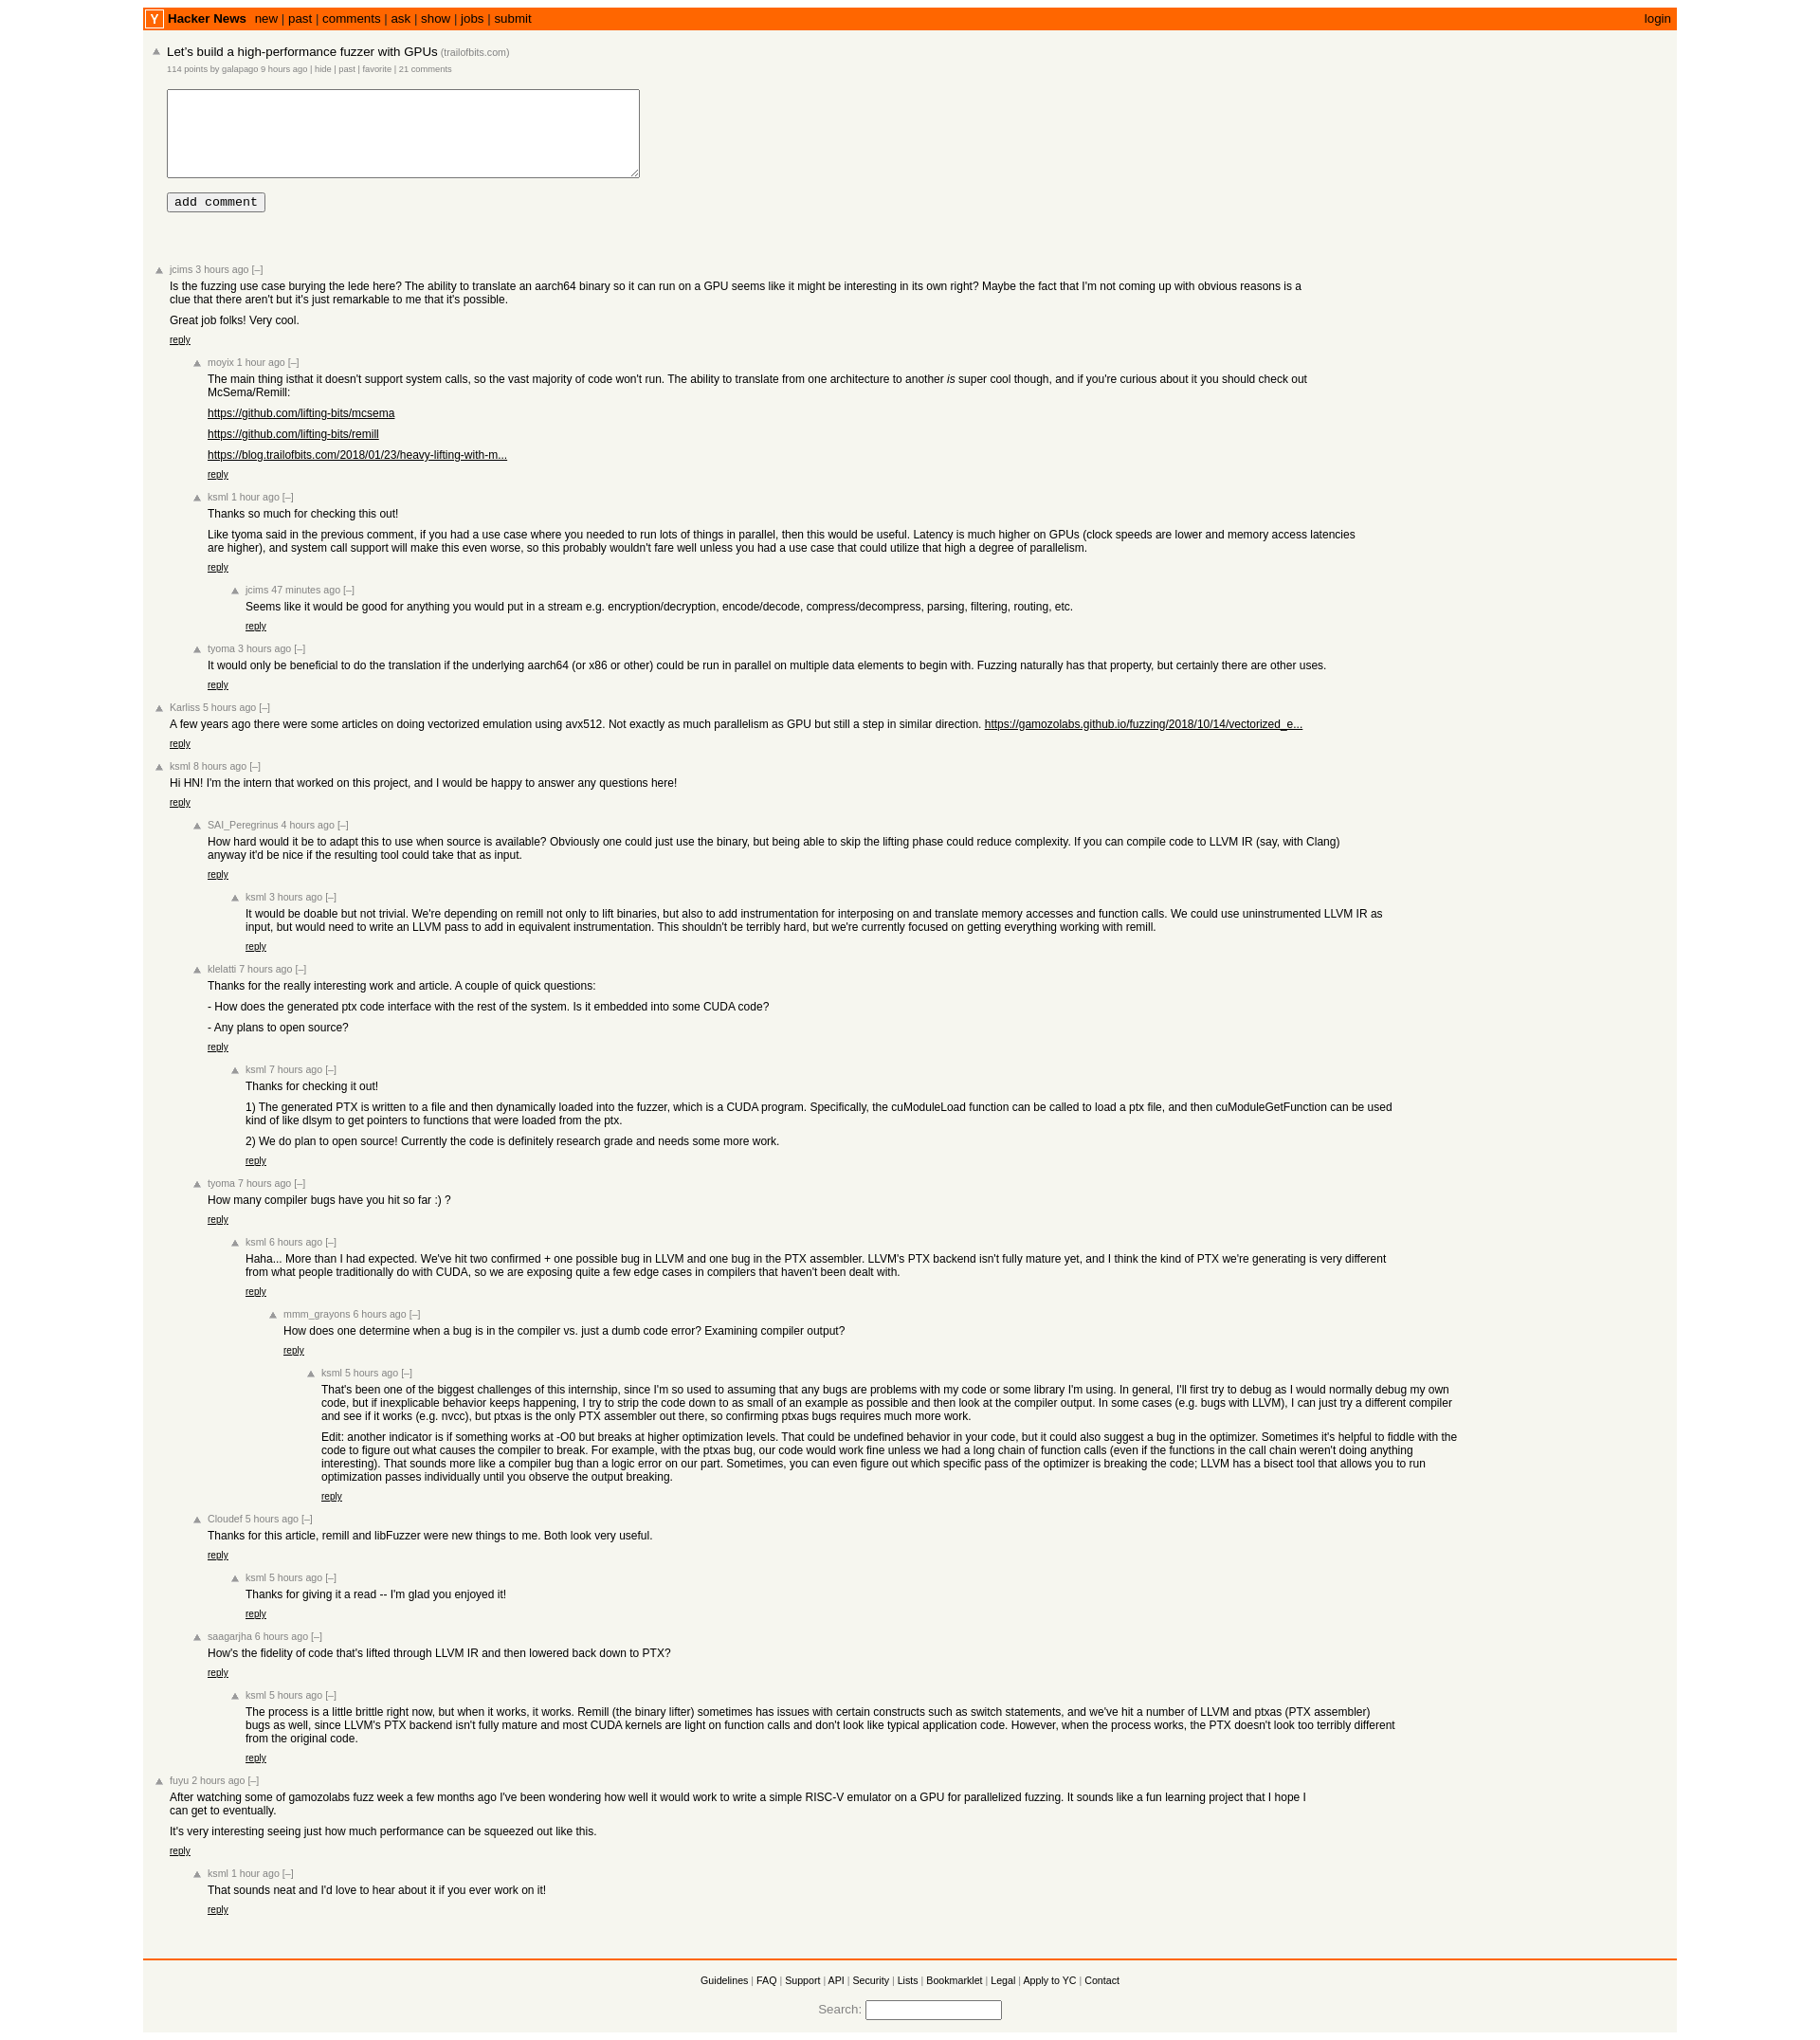 Y Hacker News new | past | comments | ask | show | jobs | submit login
Let's build a high-performance fuzzer with GPUs (trailofbits.com)
114 points by galapago 9 hours ago | hide | past | favorite | 21 comments
add comment
jcims 3 hours ago [–]
Is the fuzzing use case burying the lede here? The ability to translate an aarch64 binary so it can run on a GPU seems like it might be interesting in its own right? Maybe the fact that I'm not coming up with obvious reasons is a
clue that there aren't but it's just remarkable to me that it's possible.
Great job folks! Very cool.
reply
moyix 1 hour ago [–]
The main thing isthat it doesn't support system calls, so the vast majority of code won't run. The ability to translate from one architecture to another is super cool though, and if you're curious about it you should check out
McSema/Remill:
https://github.com/lifting-bits/mcsema
https://github.com/lifting-bits/remill
https://blog.trailofbits.com/2018/01/23/heavy-lifting-with-m...
reply
ksml 1 hour ago [–]
Thanks so much for checking this out!
Like tyoma said in the previous comment, if you had a use case where you needed to run lots of things in parallel, then this would be useful. Latency is much higher on GPUs (clock speeds are lower and memory access latencies
are higher), and system call support will make this even worse, so this probably wouldn't fare well unless you had a use case that could utilize that high a degree of parallelism.
reply
jcims 47 minutes ago [–]
Seems like it would be good for anything you would put in a stream e.g. encryption/decryption, encode/decode, compress/decompress, parsing, filtering, routing, etc.
reply
tyoma 3 hours ago [–]
It would only be beneficial to do the translation if the underlying aarch64 (or x86 or other) could be run in parallel on multiple data elements to begin with. Fuzzing naturally has that property, but certainly there are other uses.
reply
Karliss 5 hours ago [–]
A few years ago there were some articles on doing vectorized emulation using avx512. Not exactly as much parallelism as GPU but still a step in similar direction. https://gamozolabs.github.io/fuzzing/2018/10/14/vectorized_e...
reply
ksml 8 hours ago [–]
Hi HN! I'm the intern that worked on this project, and I would be happy to answer any questions here!
reply
SAI_Peregrinus 4 hours ago [–]
How hard would it be to adapt this to use when source is available? Obviously one could just use the binary, but being able to skip the lifting phase could reduce complexity. If you can compile code to LLVM IR (say, with Clang)
anyway it'd be nice if the resulting tool could take that as input.
reply
ksml 3 hours ago [–]
It would be doable but not trivial. We're depending on remill not only to lift binaries, but also to add instrumentation for interposing on and translate memory accesses and function calls. We could use uninstrumented LLVM IR as
input, but would need to write an LLVM pass to add in equivalent instrumentation. This shouldn't be terribly hard, but we're currently focused on getting everything working with remill.
reply
klelatti 7 hours ago [–]
Thanks for the really interesting work and article. A couple of quick questions:
- How does the generated ptx code interface with the rest of the system. Is it embedded into some CUDA code?
- Any plans to open source?
reply
ksml 7 hours ago [–]
Thanks for checking it out!
1) The generated PTX is written to a file and then dynamically loaded into the fuzzer, which is a CUDA program. Specifically, the cuModuleLoad function can be called to load a ptx file, and then cuModuleGetFunction can be used
kind of like dlsym to get pointers to functions that were loaded from the ptx.
2) We do plan to open source! Currently the code is definitely research grade and needs some more work.
reply
tyoma 7 hours ago [–]
How many compiler bugs have you hit so far :) ?
reply
ksml 6 hours ago [–]
Haha... More than I had expected. We've hit two confirmed + one possible bug in LLVM and one bug in the PTX assembler. LLVM's PTX backend isn't fully mature yet, and I think the kind of PTX we're generating is very different
from what people traditionally do with CUDA, so we are exposing quite a few edge cases in compilers that haven't been dealt with.
reply
mmm_grayons 6 hours ago [–]
How does one determine when a bug is in the compiler vs. just a dumb code error? Examining compiler output?
reply
ksml 5 hours ago [–]
That's been one of the biggest challenges of this internship, since I'm so used to assuming that any bugs are problems with my code or some library I'm using. In general, I'll first try to debug as I would normally debug my own
code, but if inexplicable behavior keeps happening, I try to strip the code down to as small of an example as possible and then look at the compiler output. In some cases (e.g. bugs with LLVM), I can just try a different compiler
and see if it works (e.g. nvcc), but ptxas is the only PTX assembler out there, so confirming ptxas bugs requires much more work.
Edit: another indicator is if something works at -O0 but breaks at higher optimization levels. That could be undefined behavior in your code, but it could also suggest a bug in the optimizer. Sometimes it's helpful to fiddle with the
code to figure out what causes the compiler to break. For example, with the ptxas bug, our code would work fine unless we had a long chain of function calls (even if the functions in the call chain weren't doing anything
interesting). That sounds more like a compiler bug than a logic error on our part. Sometimes, you can even figure out which specific pass of the optimizer is breaking the code; LLVM has a bisect tool that allows you to run
optimization passes individually until you observe the output breaking.
reply
Cloudef 5 hours ago [–]
Thanks for this article, remill and libFuzzer were new things to me. Both look very useful.
reply
ksml 5 hours ago [–]
Thanks for giving it a read -- I'm glad you enjoyed it!
reply
saagarjha 6 hours ago [–]
How's the fidelity of code that's lifted through LLVM IR and then lowered back down to PTX?
reply
ksml 5 hours ago [–]
The process is a little brittle right now, but when it works, it works. Remill (the binary lifter) sometimes has issues with certain constructs such as switch statements, and we've hit a number of LLVM and ptxas (PTX assembler)
bugs as well, since LLVM's PTX backend isn't fully mature and most CUDA kernels are light on function calls and don't look like typical application code. However, when the process works, the PTX doesn't look too terribly different
from the original code.
reply
fuyu 2 hours ago [–]
After watching some of gamozolabs fuzz week a few months ago I've been wondering how well it would work to write a simple RISC-V emulator on a GPU for parallelized fuzzing. It sounds like a fun learning project that I hope I
can get to eventually.
It's very interesting seeing just how much performance can be squeezed out like this.
reply
ksml 1 hour ago [–]
That sounds neat and I'd love to hear about it if you ever work on it!
reply
Guidelines | FAQ | Support | API | Security | Lists | Bookmarklet | Legal | Apply to YC | Contact
Search: